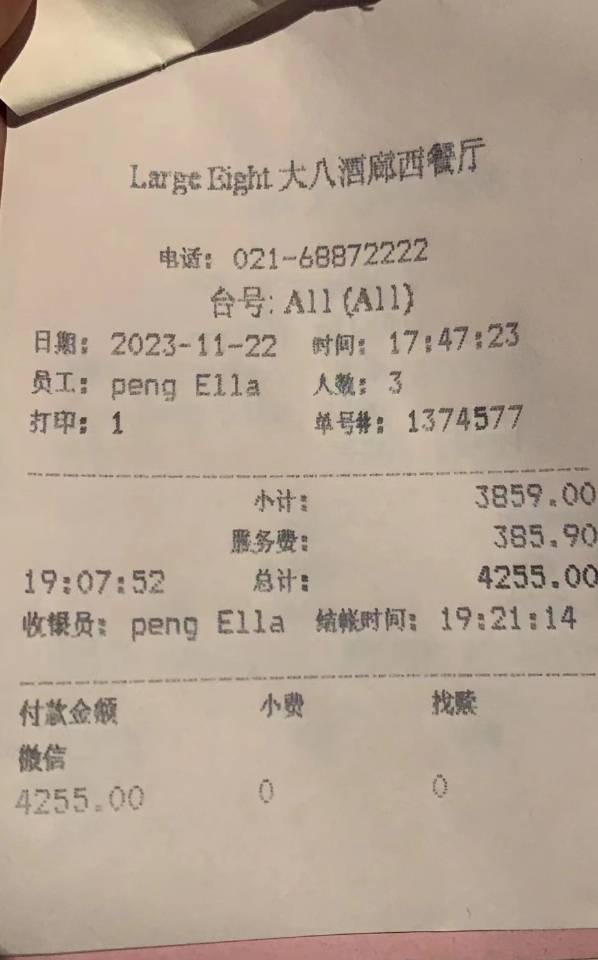 Large Eight 大八酒廊西餐厅
电话: 021-68872222
台号: A11 (A11)
日期: 2023-11-22 时间: 17:47:23
员工: peng Ella 人数: 3
打印: 1 单号#: 1374577
小计: 3859.00
服务费: 385.90
19:07:52 总计: 4255.00
收银员: peng Ella 结帐时间: 19:21:14
付款金额 小费 找赎
微信
4255.00 0 0